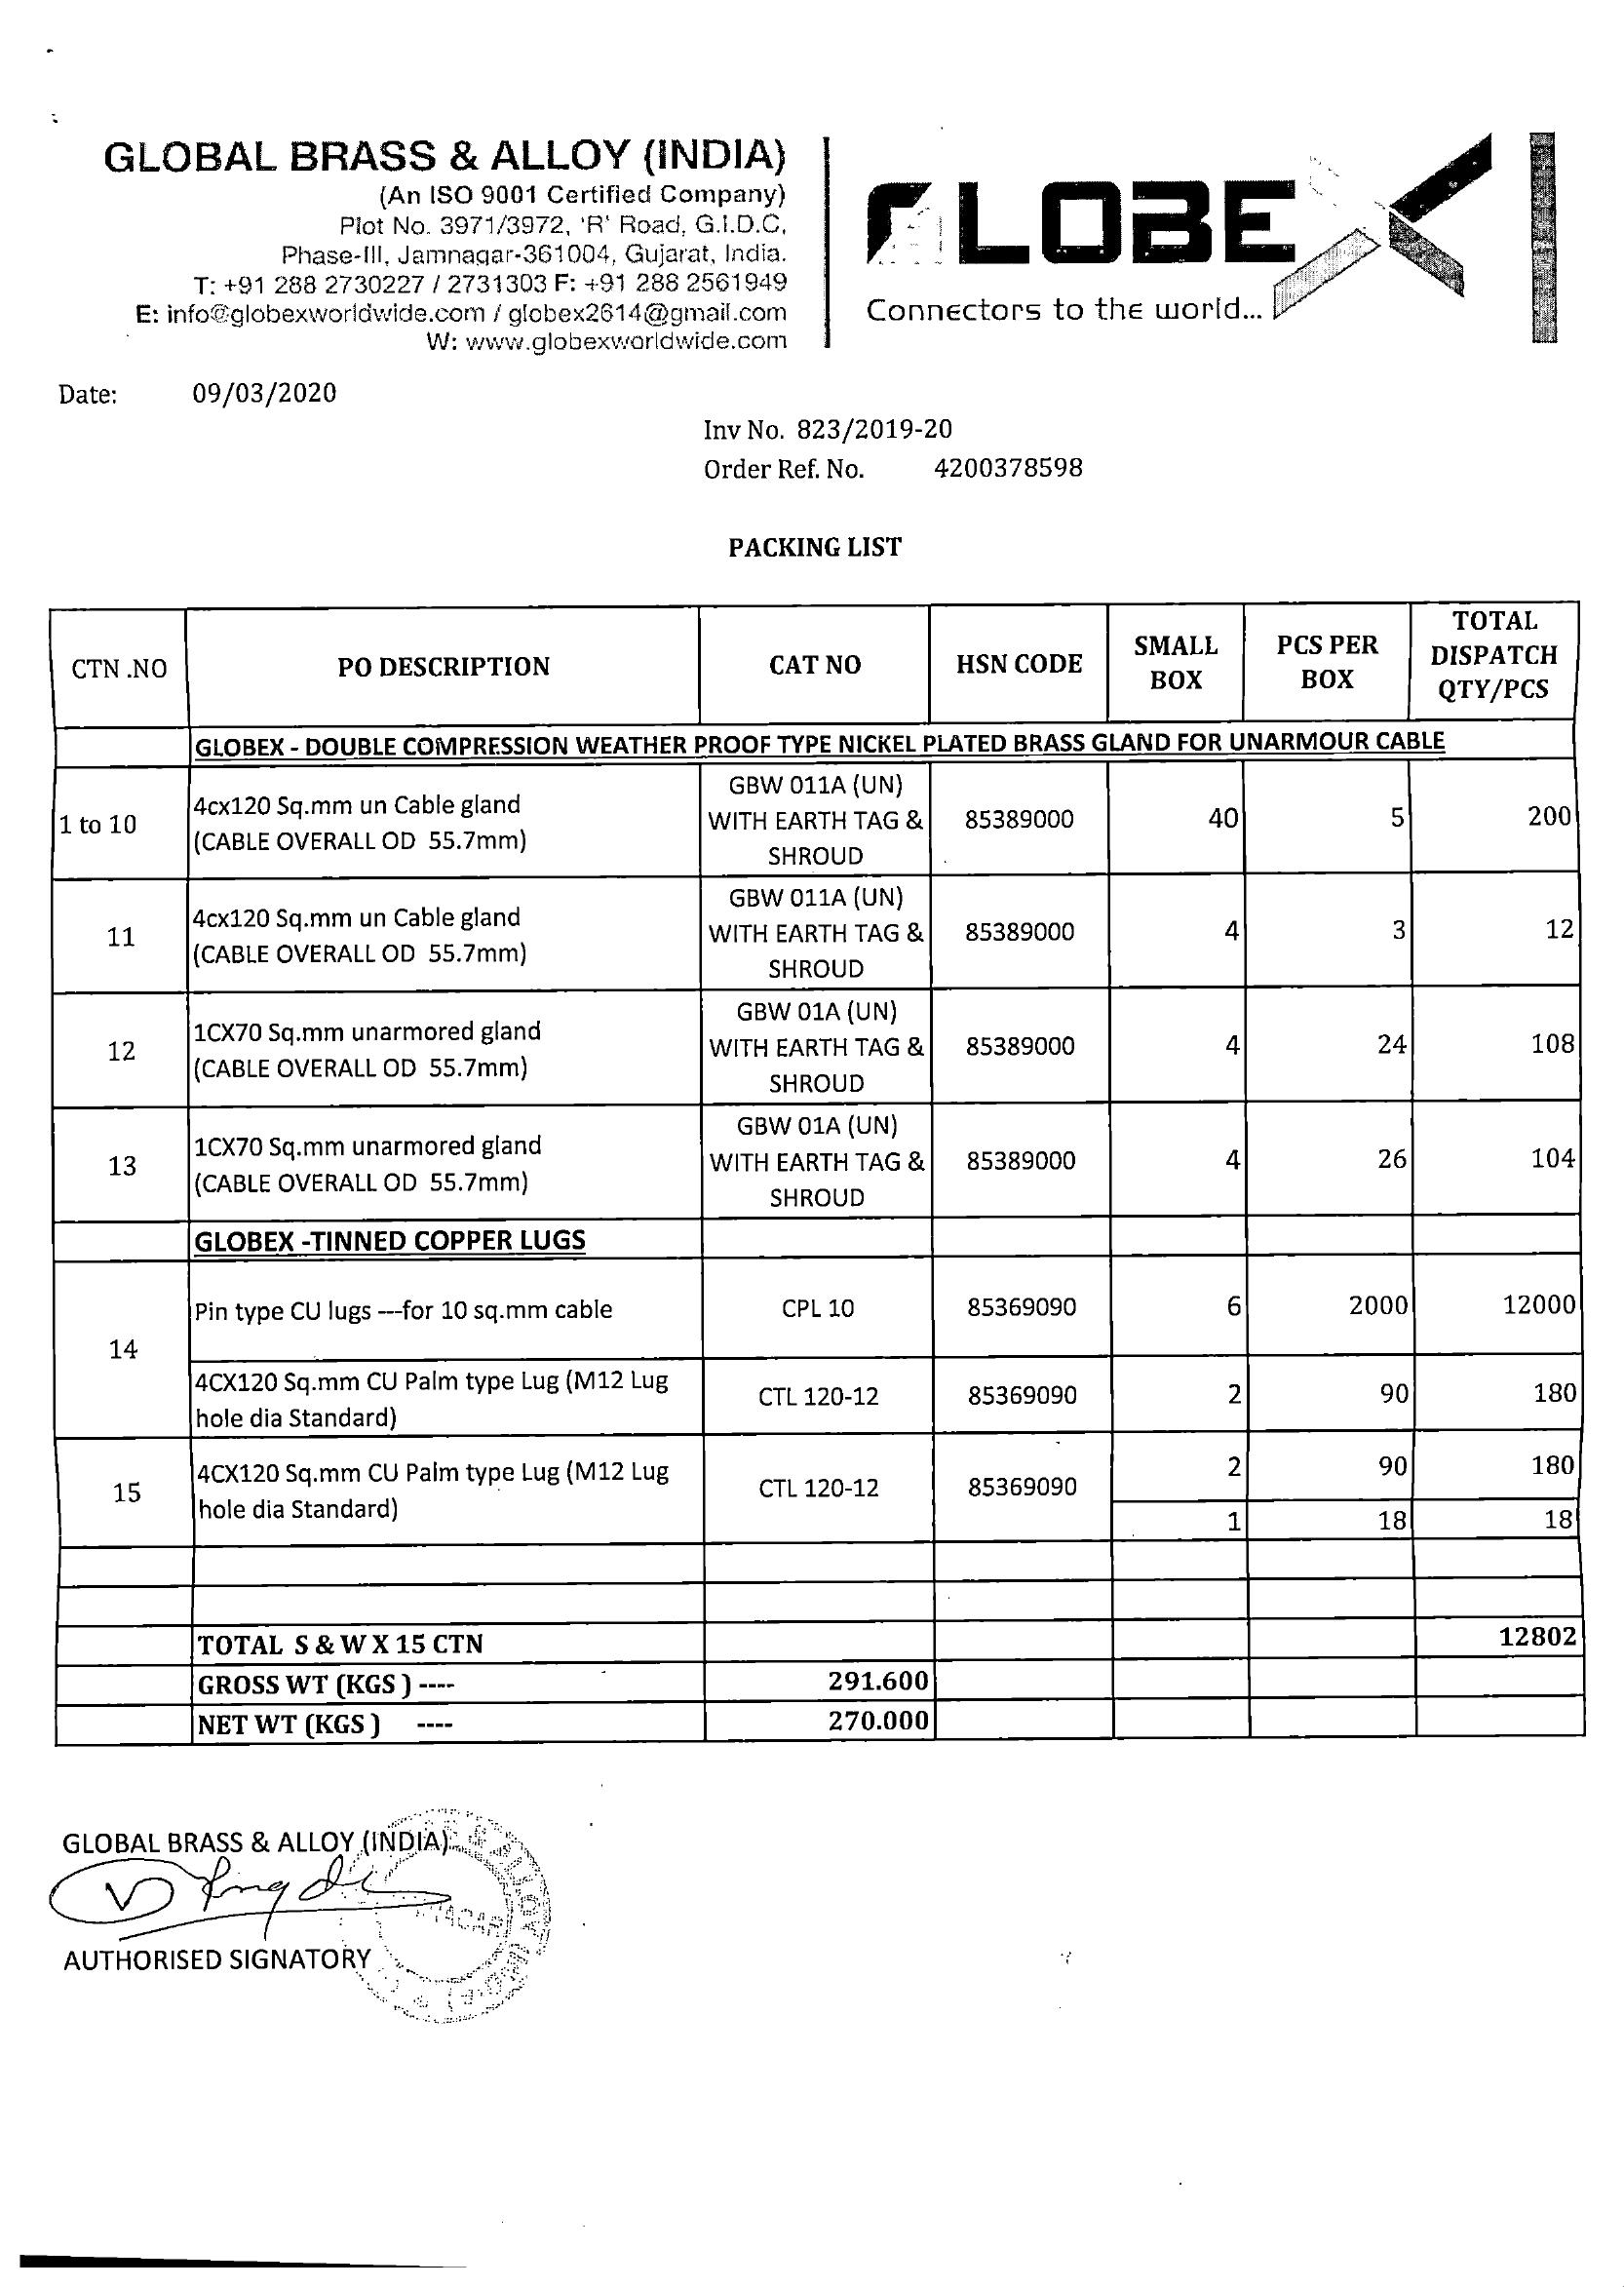 GLOBAL BRASS & ALLOY (INDIA)
(An ISO 9001 Certified Company)
Plot No. 3971/3972, 'R' Road, G.I.D.C,
Phase-III, Jamnagar-361004, Gujarat, India.
T: +91 288 2730227 / 2731303 F: +91 288 2561949
E: info@globexworldwide.com / globex2614@gmail.com
W: www.globexworldwide.com
GLOBEX
Connectors to the world...
Date: 09/03/2020
Inv No. 823/2019-20
Order Ref. No. 4200378598
PACKING LIST
CTN .NO PO DESCRIPTION CAT NO HSN CODE SMALL BOX PCS PER BOX TOTAL DISPATCH QTY/PCS
GLOBEX - DOUBLE COMPRESSION WEATHER PROOF TYPE NICKEL PLATED BRASS GLAND FOR UNARMOUR CABLE
1 to 10 4cx120 Sq.mm un Cable gland (CABLE OVERALL OD 55.7mm) GBW 011A (UN) WITH EARTH TAG & SHROUD 85389000 40 5 200
11 4cx120 Sq.mm un Cable gland (CABLE OVERALL OD 55.7mm) GBW 011A (UN) WITH EARTH TAG & SHROUD 85389000 4 3 12
12 1CX70 Sq.mm unarmored gland (CABLE OVERALL OD 55.7mm) GBW 01A (UN) WITH EARTH TAG & SHROUD 85389000 4 24 108
13 1CX70 Sq.mm unarmored gland (CABLE OVERALL OD 55.7mm) GBW 01A (UN) WITH EARTH TAG & SHROUD 85389000 4 26 104
GLOBEX -TINNED COPPER LUGS
14 Pin type CU lugs ---for 10 sq.mm cable CPL 10 85369090 6 2000 12000
4CX120 Sq.mm CU Palm type Lug (M12 Lug hole dia Standard) CTL 120-12 85369090 2 90 180
15 4CX120 Sq.mm CU Palm type Lug (M12 Lug hole dia Standard) CTL 120-12 85369090 2 90 180
1 18 18
TOTAL S & W X 15 CTN 12802
GROSS WT (KGS ) ---- 291.600
NET WT (KGS ) ---- 270.000
GLOBAL BRASS & ALLOY (INDIA)
AUTHORISED SIGNATORY